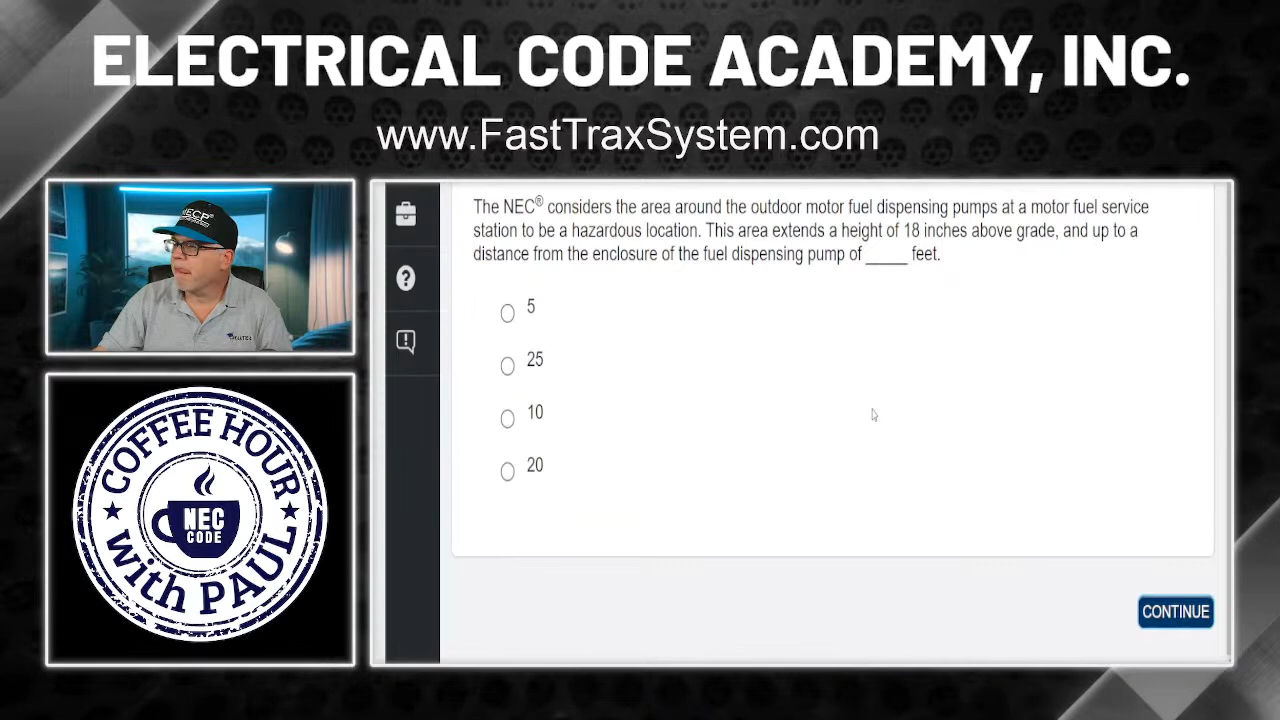 ELECTRICAL CODE ACADEMY, INC.
www.FastTraxSystem.com
NECP®
The NEC® considers the area around the outdoor motor fuel dispensing pumps at a motor fuel service
station to be a hazardous location. This area extends a height of 18 inches above grade, and up to a
distance from the enclosure of the fuel dispensing pump of _____ feet.
5
25
10
20
CONTINUE
COFFEE HOUR
NEC
CODE
with PAUL